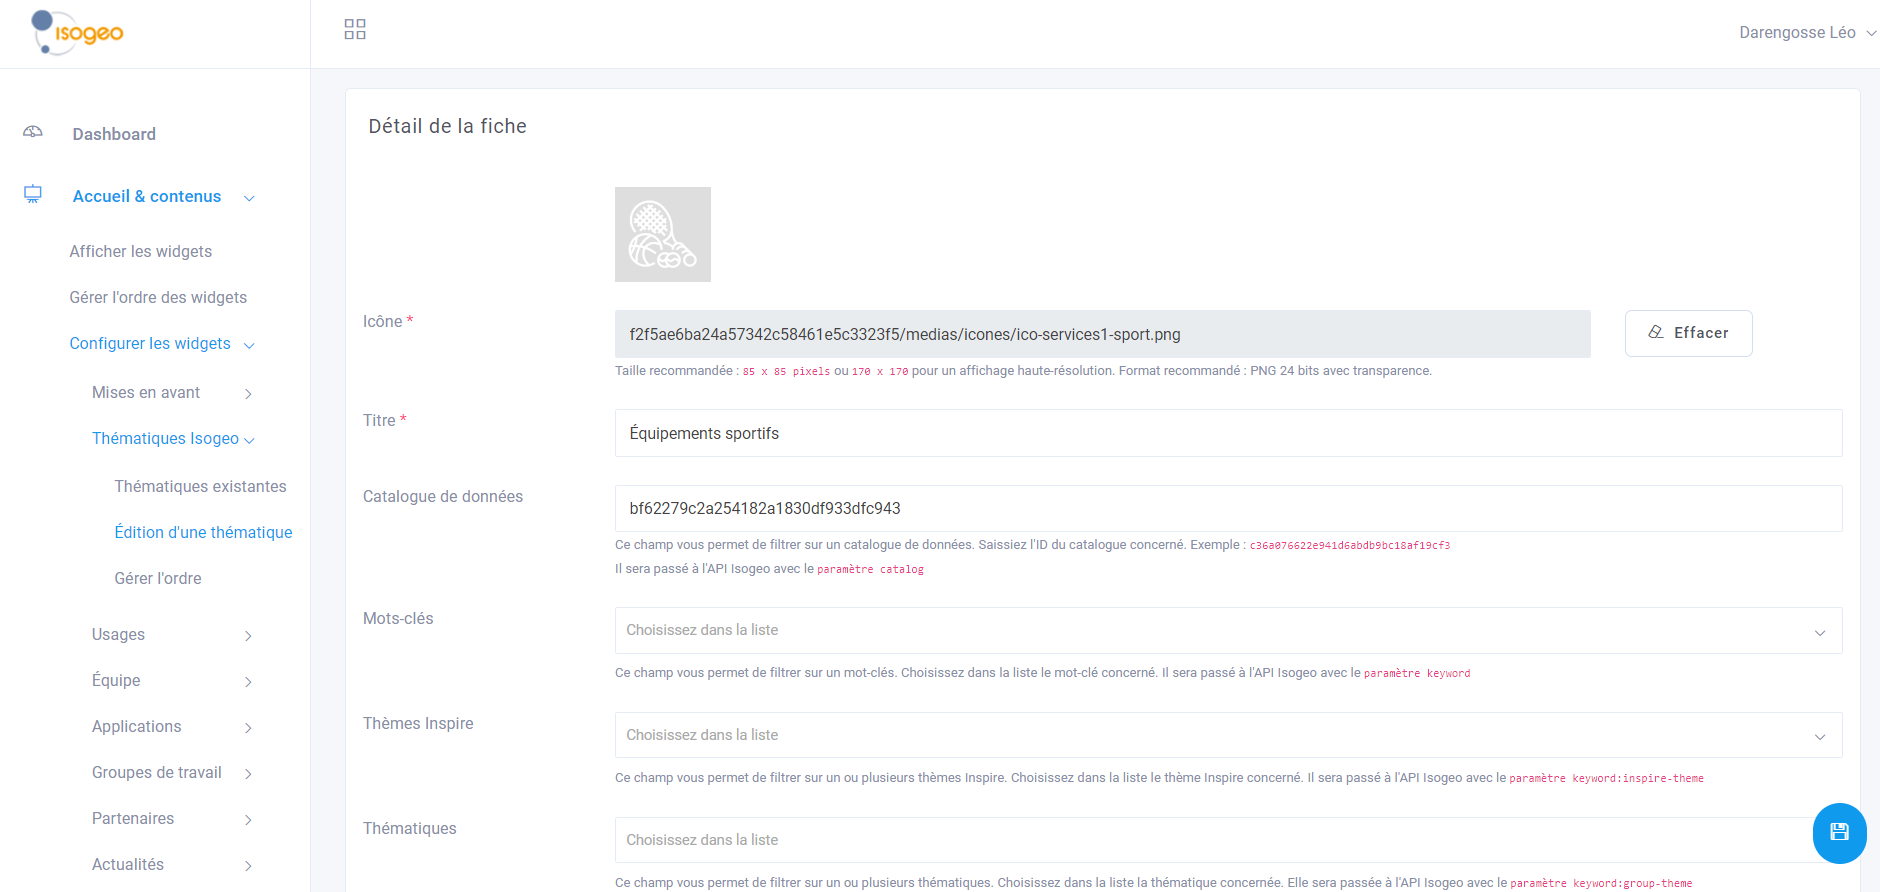 isogeo
Darengosse Léo
Dashboard
Accueil & contenus
Afficher les widgets
Gérer l'ordre des widgets
Configurer les widgets
Mises en avant
Thématiques Isogeo
Thématiques existantes
Édition d'une thématique
Gérer l'ordre
Usages
Équipe
Applications
Groupes de travail
Partenaires
Actualités
Détail de la fiche
Icône *
f2f5ae6ba24a57342c58461e5c3323f5/medias/icones/ico-services1-sport.png
Effacer
Taille recommandée : 85 x 85 pixels ou 170 x 170 pour un affichage haute-résolution. Format recommandé : PNG 24 bits avec transparence.
Titre *
Équipements sportifs
Catalogue de données
bf62279c2a254182a1830df933dfc943
Ce champ vous permet de filtrer sur un catalogue de données. Saisissez l'ID du catalogue concerné. Exemple : c36a076622e941d6abdb9bc18af19cf3
Il sera passé à l'API Isogeo avec le paramètre catalog
Mots-clés
Choisissez dans la liste
Ce champ vous permet de filtrer sur un mot-clés. Choisissez dans la liste le mot-clé concerné. Il sera passé à l'API Isogeo avec le paramètre keyword
Thèmes Inspire
Choisissez dans la liste
Ce champ vous permet de filtrer sur un ou plusieurs thèmes Inspire. Choisissez dans la liste le thème Inspire concerné. Il sera passé à l'API Isogeo avec le paramètre keyword:inspire-theme
Thématiques
Choisissez dans la liste
Ce champ vous permet de filtrer sur un ou plusieurs thématiques. Choisissez dans la liste la thématique concernée. Elle sera passée à l'API Isogeo avec le paramètre keyword:group-theme